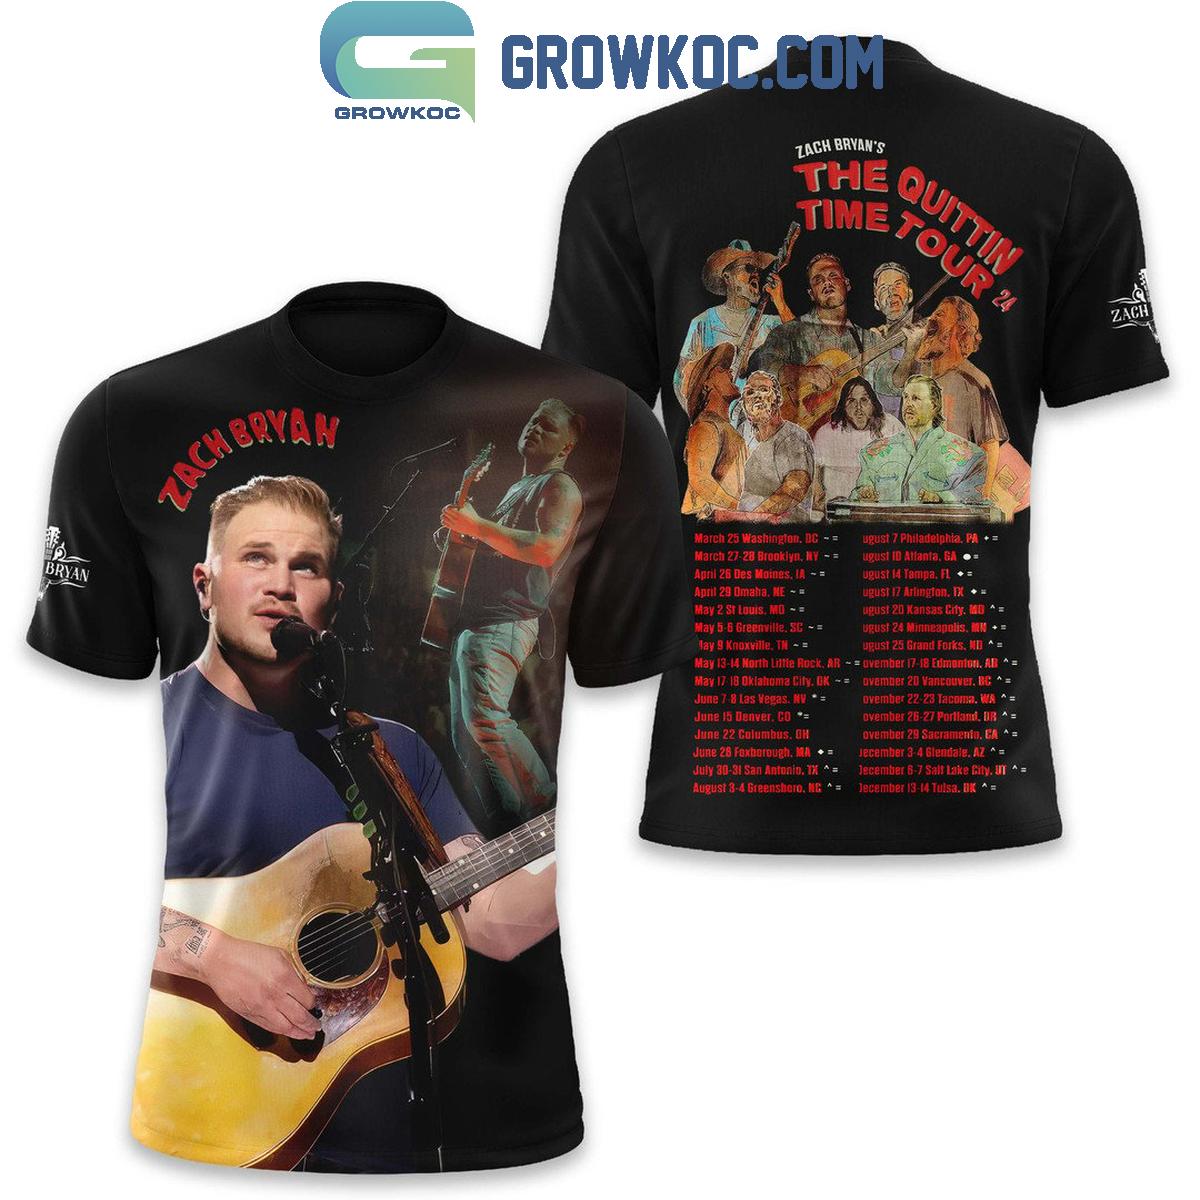 GROWKOC
GROWKOC.COM
ZACH BRYAN'S
THE QUITTIN
TIME TOUR 24
ZACH BRYAN
BRYAN
ZACH
March 25 Washington, DC ~ =
March 27-28 Brooklyn, NY ~ =
April 26 Des Moines, IA ~ =
April 29 Omaha, NE ~ =
May 2 St Louis, MO ~ =
May 5-6 Greenville, SC ~ =
May 9 Knoxville, TN ~ =
May 13-14 North Little Rock, AR ~ =
May 17-18 Oklahoma City, OK ~ =
June 7-8 Las Vegas, NV * =
June 15 Denver, CO * =
June 22 Columbus, OH
June 26 Foxborough, MA ◆ =
July 30-31 San Antonio, TX ^ =
August 3-4 Greensboro, NC ^ =
ugust 7 Philadelphia, PA + =
ugust 10 Atlanta, GA ● =
ugust 14 Tampa, FL ◆ =
ugust 17 Arlington, TX ◆ =
ugust 20 Kansas City, MO ^ =
ugust 24 Minneapolis, MN + =
ugust 25 Grand Forks, ND ^ =
ovember 17-18 Edmonton, AB ^ =
ovember 20 Vancouver, BC ^ =
ovember 22-23 Tacoma, WA ^ =
ovember 26-27 Portland, OR ^ =
ovember 29 Sacramento, CA ^ =
December 3-4 Glendale, AZ ^ =
December 6-7 Salt Lake City, UT ^ =
December 13-14 Tulsa, OK ^ =